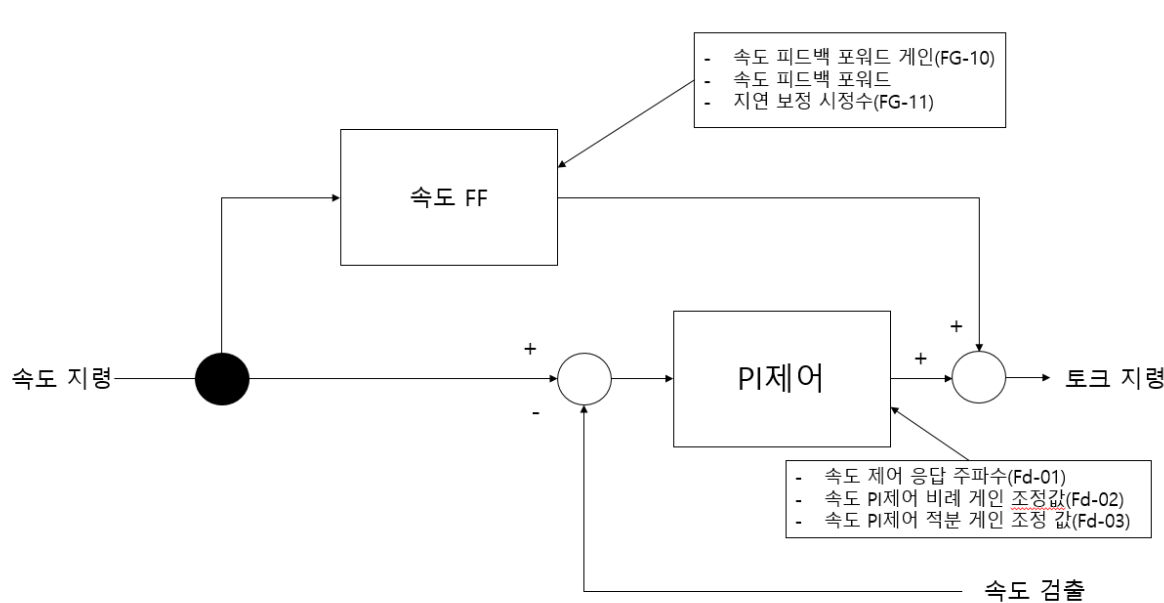 - 속도 피드백 포워드 게인(FG-10)
- 속도 피드백 포워드
- 지연 보정 시정수(FG-11)
속도 FF
+
+
+
속도 지령
PI제어
토크 지령
-
- 속도 제어 응답 주파수(Fd-01)
- 속도 PI제어 비례 게인 조정값(Fd-02)
- 속도 PI제어 적분 게인 조정 값(Fd-03)
속도 검출